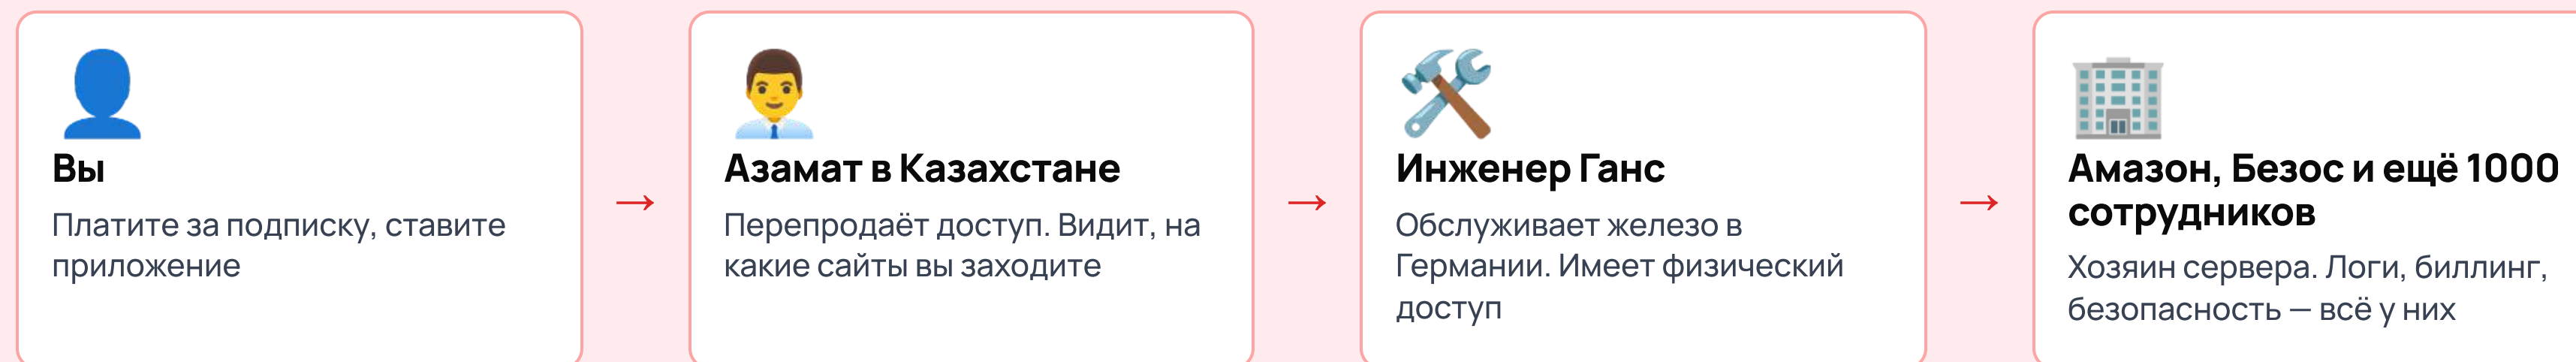 Вы
Платите за подписку, ставите
приложение
→
Азамат в Казахстане
Перепродаёт доступ. Видит, на
какие сайты вы заходите
→
Инженер Ганс
Обслуживает железо в
Германии. Имеет физический
доступ
→
Амазон, Безос и ещё 1000
сотрудников
Хозяин сервера. Логи, биллинг,
безопасность — всё у них